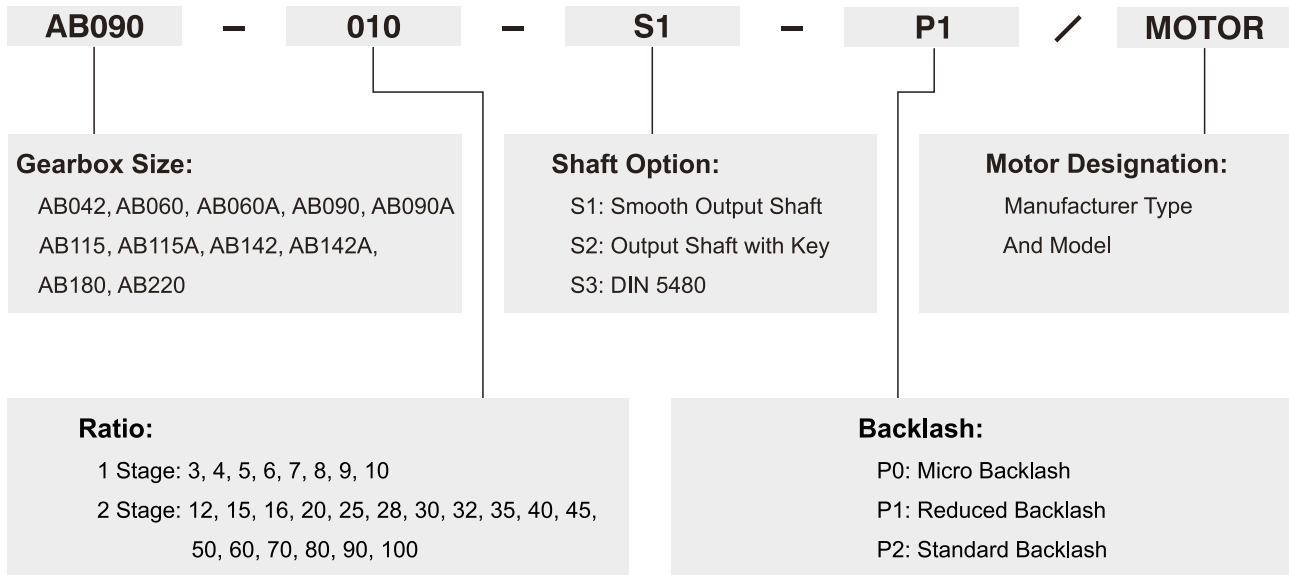 AB090 – 010 – S1 – P1 / MOTOR
Gearbox Size:
AB042, AB060, AB060A, AB090, AB090A
AB115, AB115A, AB142, AB142A,
AB180, AB220
Shaft Option:
S1: Smooth Output Shaft
S2: Output Shaft with Key
S3: DIN 5480
Motor Designation:
Manufacturer Type
And Model
Ratio:
1 Stage: 3, 4, 5, 6, 7, 8, 9, 10
2 Stage: 12, 15, 16, 20, 25, 28, 30, 32, 35, 40, 45,
50, 60, 70, 80, 90, 100
Backlash:
P0: Micro Backlash
P1: Reduced Backlash
P2: Standard Backlash